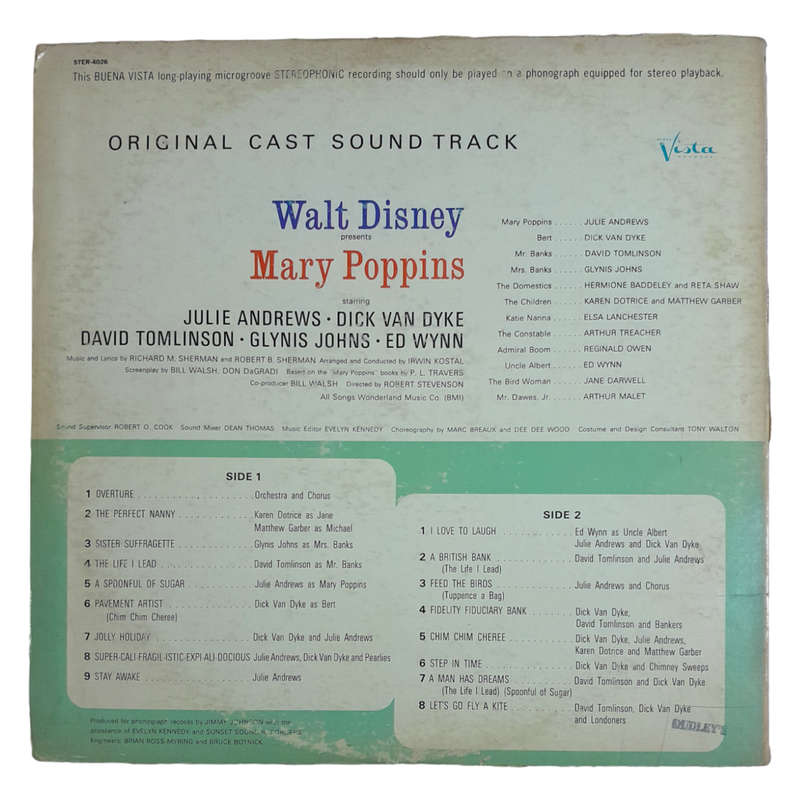 STER-4026
This BUENA VISTA long-playing microgroove STEREOPHONIC recording should only be played on a phonograph equipped for stereo playback.
ORIGINAL CAST SOUND TRACK
Vista
Walt Disney
presents
Mary Poppins
starring
JULIE ANDREWS · DICK VAN DYKE
DAVID TOMLINSON · GLYNIS JOHNS · ED WYNN
Music and Lyrics by RICHARD M. SHERMAN and ROBERT B. SHERMAN Arranged and Conducted by IRWIN KOSTAL
Screenplay by BILL WALSH, DON DaGRADI Based on the "Mary Poppins" books by P. L. TRAVERS
Co-producer BILL WALSH Directed by ROBERT STEVENSON
All Songs Wonderland Music Co. (BMI)
Mary Poppins ..... JULIE ANDREWS
Bert ..... DICK VAN DYKE
Mr. Banks ..... DAVID TOMLINSON
Mrs. Banks ..... GLYNIS JOHNS
The Domestics ..... HERMIONE BADDELEY and RETA SHAW
The Children ..... KAREN DOTRICE and MATTHEW GARBER
Katie Nanna ..... ELSA LANCHESTER
The Constable ..... ARTHUR TREACHER
Admiral Boom ..... REGINALD OWEN
Uncle Albert ..... ED WYNN
The Bird Woman ..... JANE DARWELL
Mr. Dawes, Jr. ..... ARTHUR MALET
Sound Supervisor ROBERT O. COOK Sound Mixer DEAN THOMAS Music Editor EVELYN KENNEDY Choreography by MARC BREAUX and DEE DEE WOOD Costume and Design Consultant TONY WALTON
SIDE 1
1 OVERTURE .................... Orchestra and Chorus
2 THE PERFECT NANNY ........... Karen Dotrice as Jane
Matthew Garber as Michael
3 SISTER SUFFRAGETTE .......... Glynis Johns as Mrs. Banks
4 THE LIFE I LEAD ............. David Tomlinson as Mr. Banks
5 A SPOONFUL OF SUGAR ......... Julie Andrews as Mary Poppins
6 PAVEMENT ARTIST ............. Dick Van Dyke as Bert
(Chim Chim Cheree)
7 JOLLY HOLIDAY ............... Dick Van Dyke and Julie Andrews
8 SUPER-CALI-FRAGIL-ISTIC-EXPI-ALI-DOCIOUS Julie Andrews, Dick Van Dyke and Pearlies
9 STAY AWAKE .................. Julie Andrews
Produced for phonograph records by JIMMY JOHNSON with the
assistance of EVELYN KENNEDY and SUNSET SOUND RECORDERS
Engineers: BRIAN ROSS-MYRING and BRUCE BOTNICK
SIDE 2
1 I LOVE TO LAUGH ............. Ed Wynn as Uncle Albert
Julie Andrews and Dick Van Dyke
2 A BRITISH BANK .............. David Tomlinson and Julie Andrews
(The Life I Lead)
3 FEED THE BIRDS .............. Julie Andrews and Chorus
(Tuppence a Bag)
4 FIDELITY FIDUCIARY BANK ..... Dick Van Dyke,
David Tomlinson and Bankers
5 CHIM CHIM CHEREE ............ Dick Van Dyke, Julie Andrews,
Karen Dotrice and Matthew Garber
6 STEP IN TIME ................ Dick Van Dyke and Chimney Sweeps
7 A MAN HAS DREAMS ............ David Tomlinson and Dick Van Dyke
(The Life I Lead) (Spoonful of Sugar)
8 LET'S GO FLY A KITE ......... David Tomlinson, Dick Van Dyke
and Londoners
DUDLEY'S